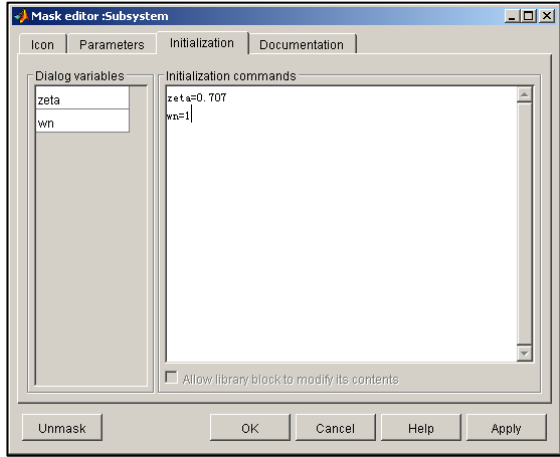 Mask editor :Subsystem
Icon
Parameters
Initialization
Documentation
Dialog variables
zeta
wn
Initialization commands
zeta=0.707
wn=1
Allow library block to modify its contents
Unmask
OK
Cancel
Help
Apply